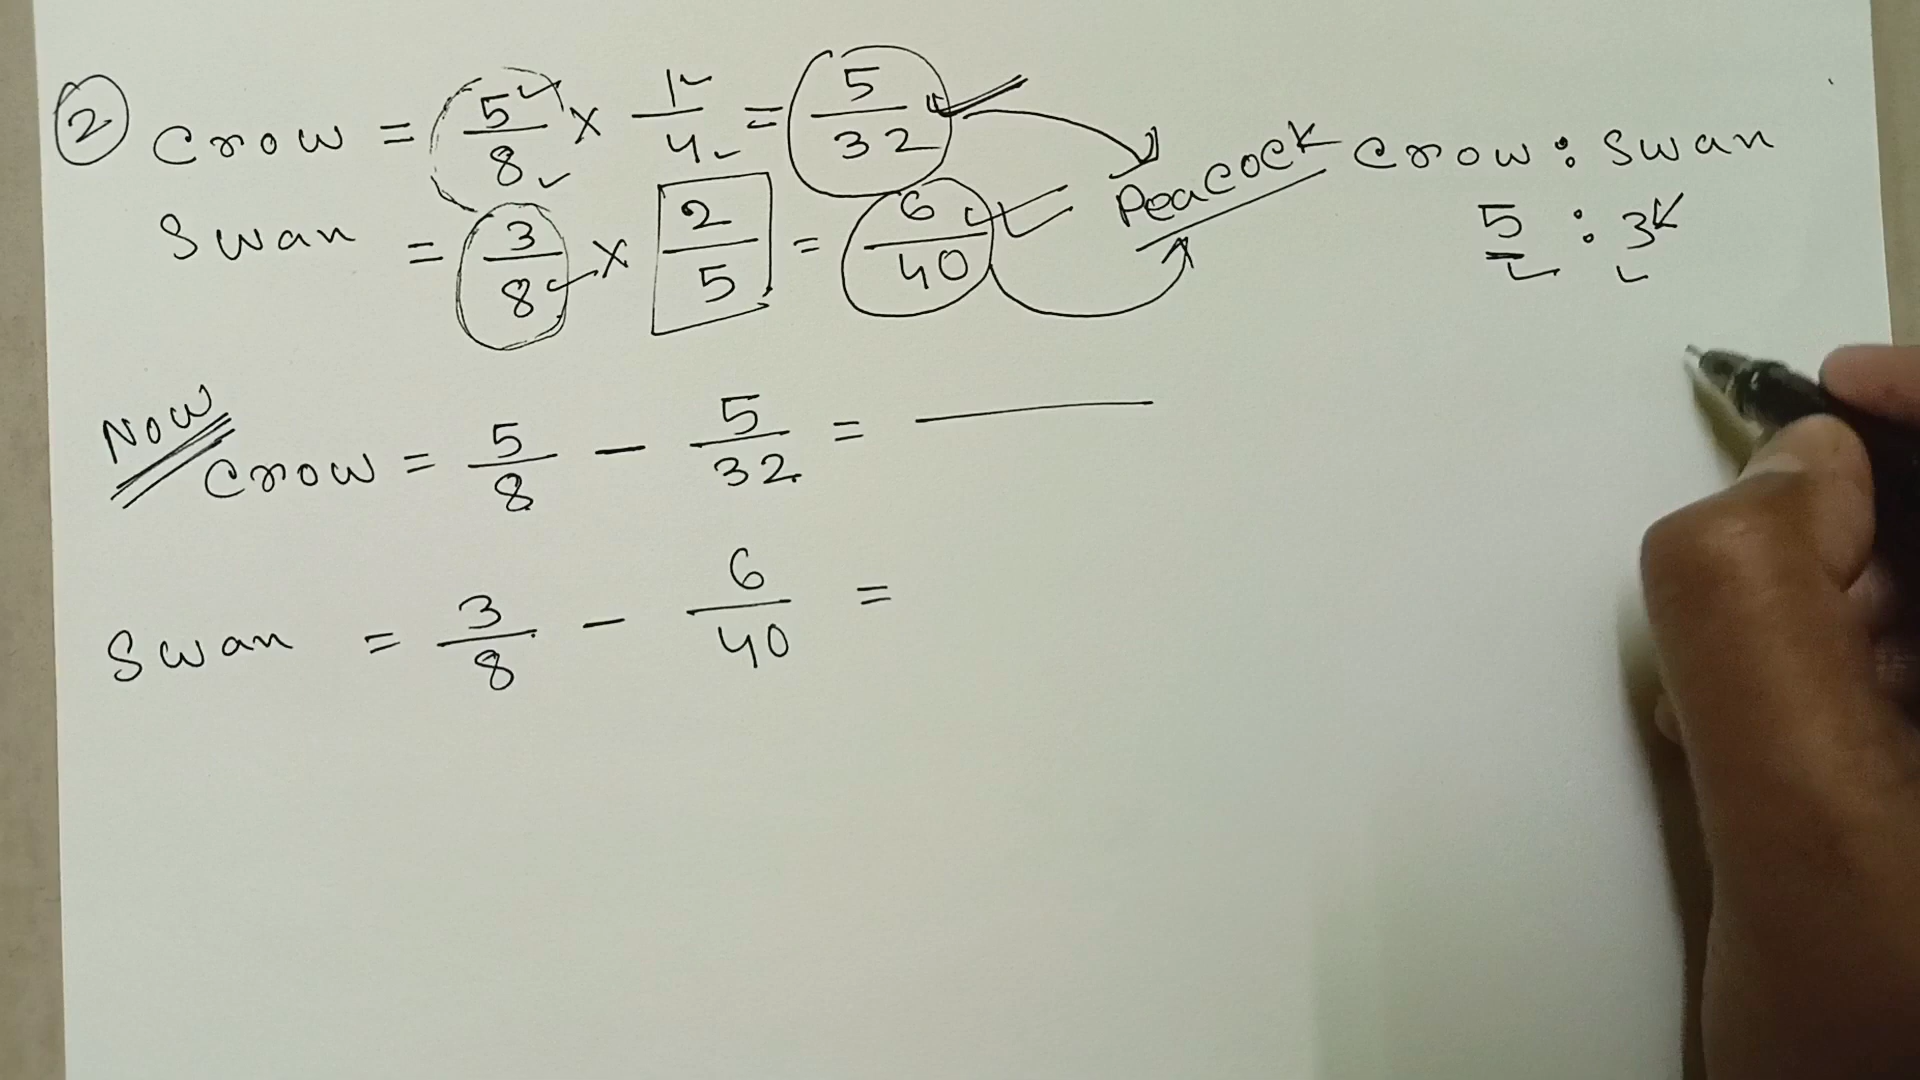 ② Crow = 5/8 × 1/4 = 5/32
Swan = 3/8 × 2/5 = 6/40
Peacock
Crow : Swan
5 : 3
Now
Crow = 5/8 - 5/32 =
Swan = 3/8 - 6/40 =